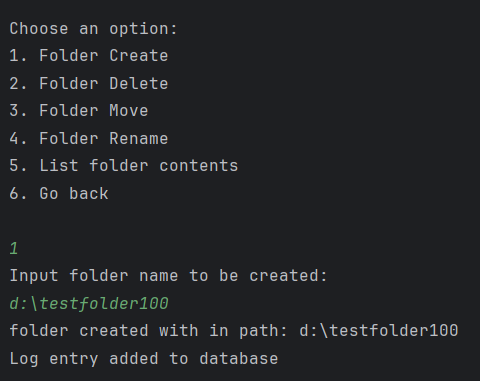 Choose an option:
1. Folder Create
2. Folder Delete
3. Folder Move
4. Folder Rename
5. List folder contents
6. Go back
1
Input folder name to be created:
d:\testfolder100
folder created with in path: d:\testfolder100
Log entry added to database